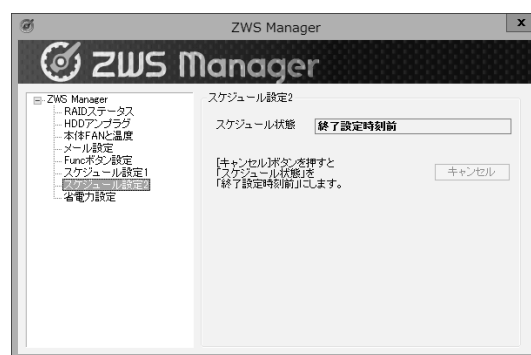 ZWS Manager
x
ZWS Manager
ZWS Manager
RAIDステータス
HDDアンプラグ
本体FANと温度
メール設定
Funcボタン設定
スケジュール設定1
スケジュール設定2
省電力設定
スケジュール設定2
スケジュール状態 終了設定時刻前
[キャンセル]ボタンを押すと
「スケジュール状態」を
「終了設定時刻前」にします。
キャンセル